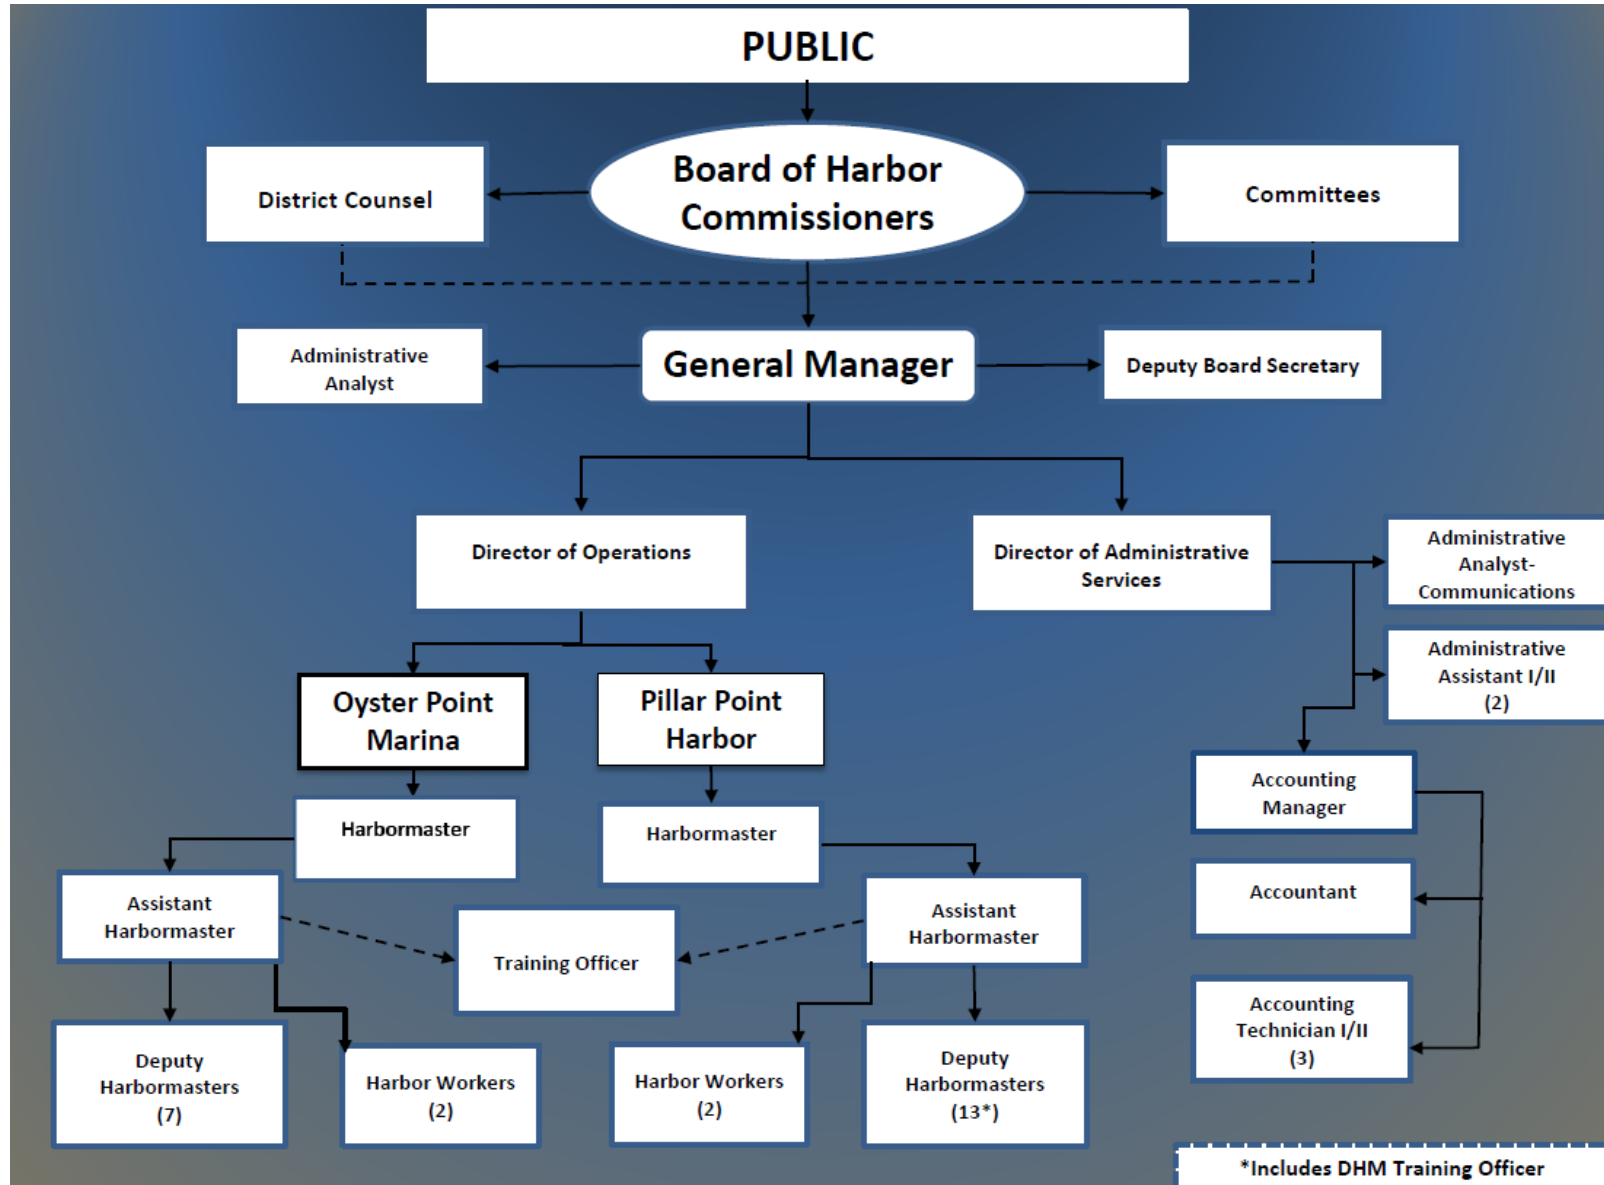 PUBLIC
Board of Harbor
Commissioners
District Counsel
Committees
General Manager
Administrative
Analyst
Deputy Board Secretary
Director of Operations
Director of Administrative
Services
Administrative
Analyst-
Communications
Administrative
Assistant I/II
(2)
Oyster Point
Marina
Pillar Point
Harbor
Accounting
Manager
Harbormaster
Harbormaster
Accountant
Assistant
Harbormaster
Training Officer
Assistant
Harbormaster
Accounting
Technician I/II
(3)
Deputy
Harbormasters
(7)
Harbor Workers
(2)
Harbor Workers
(2)
Deputy
Harbormasters
(13*)
*Includes DHM Training Officer